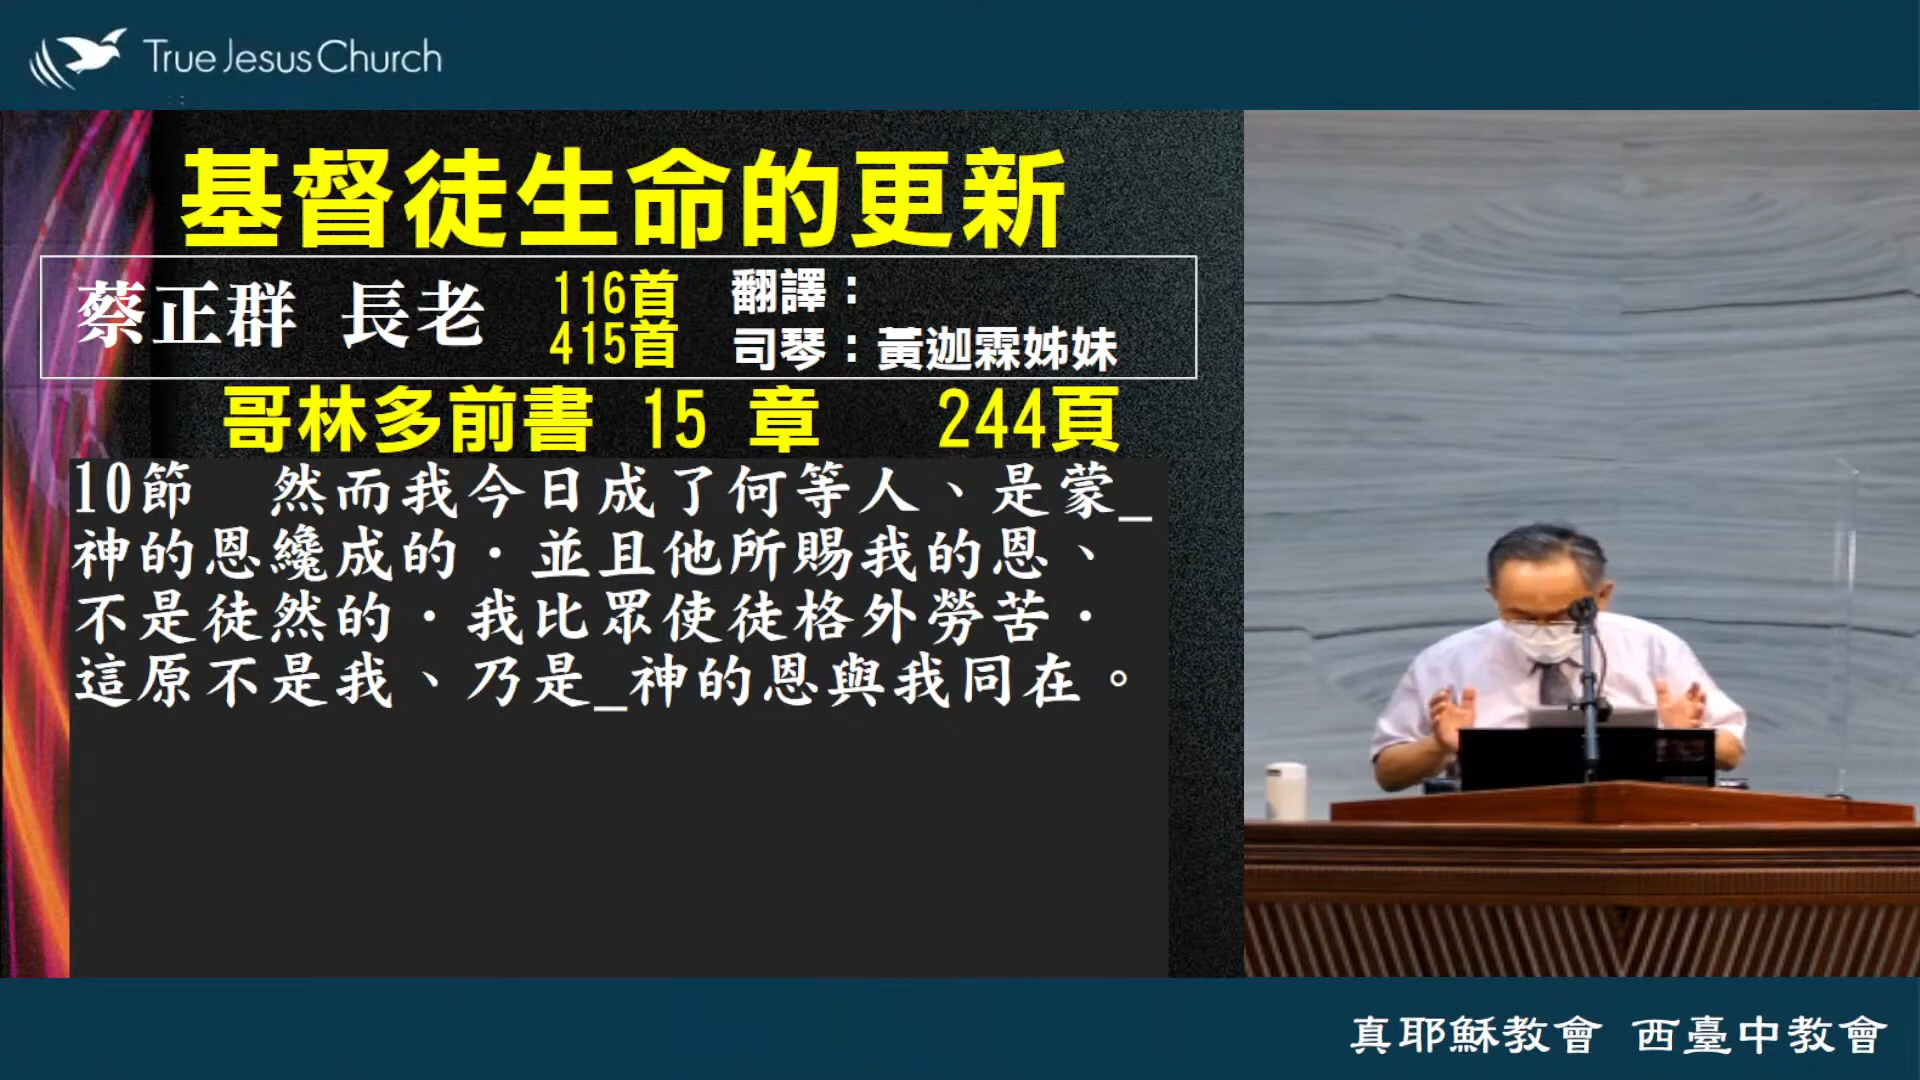 True Jesus Church
基督徒生命的更新
蔡正群 長老
116首
415首
翻譯：
司琴：黃迦霖姊妹
哥林多前書 15 章 244頁
10節 然而我今日成了何等人、是蒙_
神的恩纔成的．並且他所賜我的恩、
不是徒然的．我比眾使徒格外勞苦．
這原不是我、乃是_神的恩與我同在。
真耶穌教會 西臺中教會